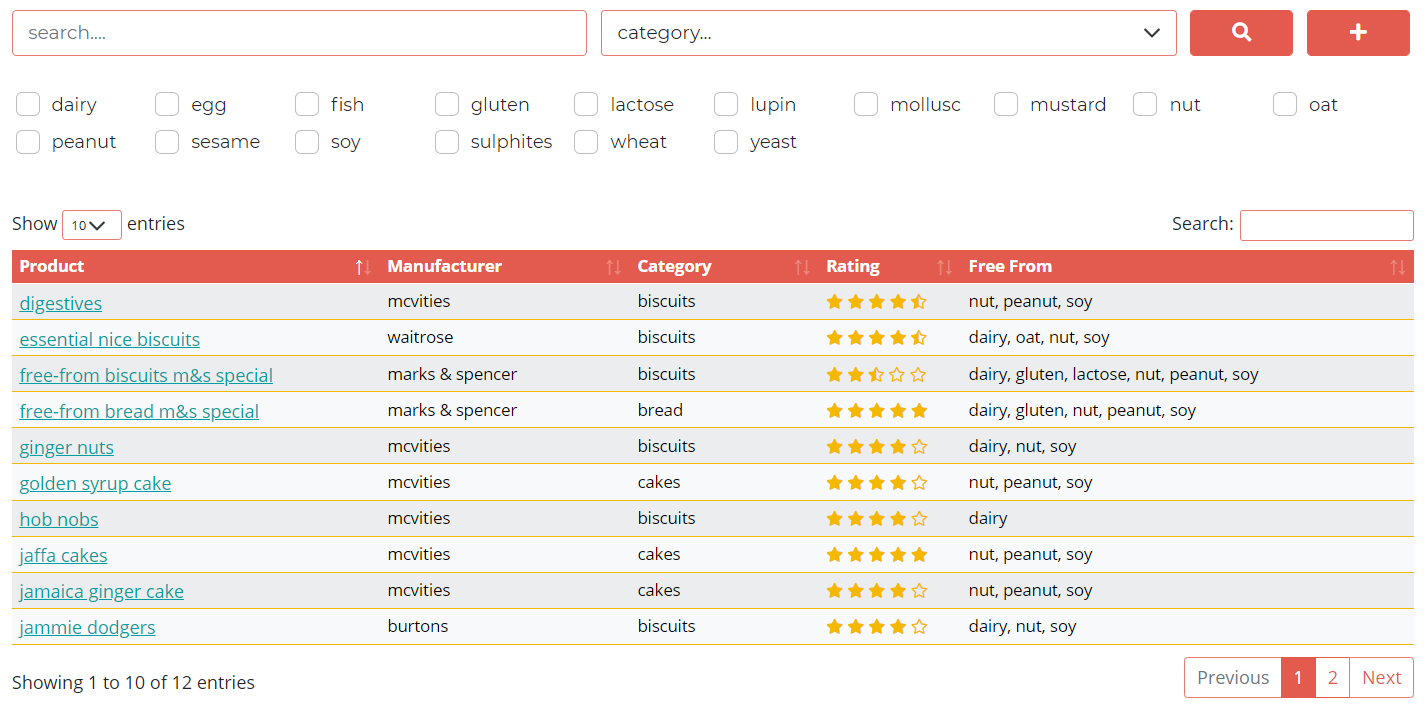 search.... category...
dairy egg fish gluten lactose lupin mollusc mustard nut oat
peanut sesame soy sulphites wheat yeast
Show 10 entries Search:
Product Manufacturer Category Rating Free From
digestives mcvities biscuits nut, peanut, soy
essential nice biscuits waitrose biscuits dairy, oat, nut, soy
free-from biscuits m&s special marks & spencer biscuits dairy, gluten, lactose, nut, peanut, soy
free-from bread m&s special marks & spencer bread dairy, gluten, nut, peanut, soy
ginger nuts mcvities biscuits dairy, nut, soy
golden syrup cake mcvities cakes nut, peanut, soy
hob nobs mcvities biscuits dairy
jaffa cakes mcvities cakes nut, peanut, soy
jamaica ginger cake mcvities cakes nut, peanut, soy
jammie dodgers burtons biscuits dairy, nut, soy
Showing 1 to 10 of 12 entries Previous 1 2 Next